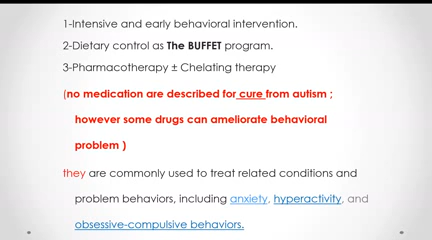 1-Intensive and early behavioral intervention.
2-Dietary control as The BUFFET program.
3-Pharmacotherapy ± Chelating therapy
(no medication are described for cure from autism ;
however some drugs can ameliorate behavioral
problem )
they are commonly used to treat related conditions and
problem behaviors, including anxiety, hyperactivity, and
obsessive-compulsive behaviors.